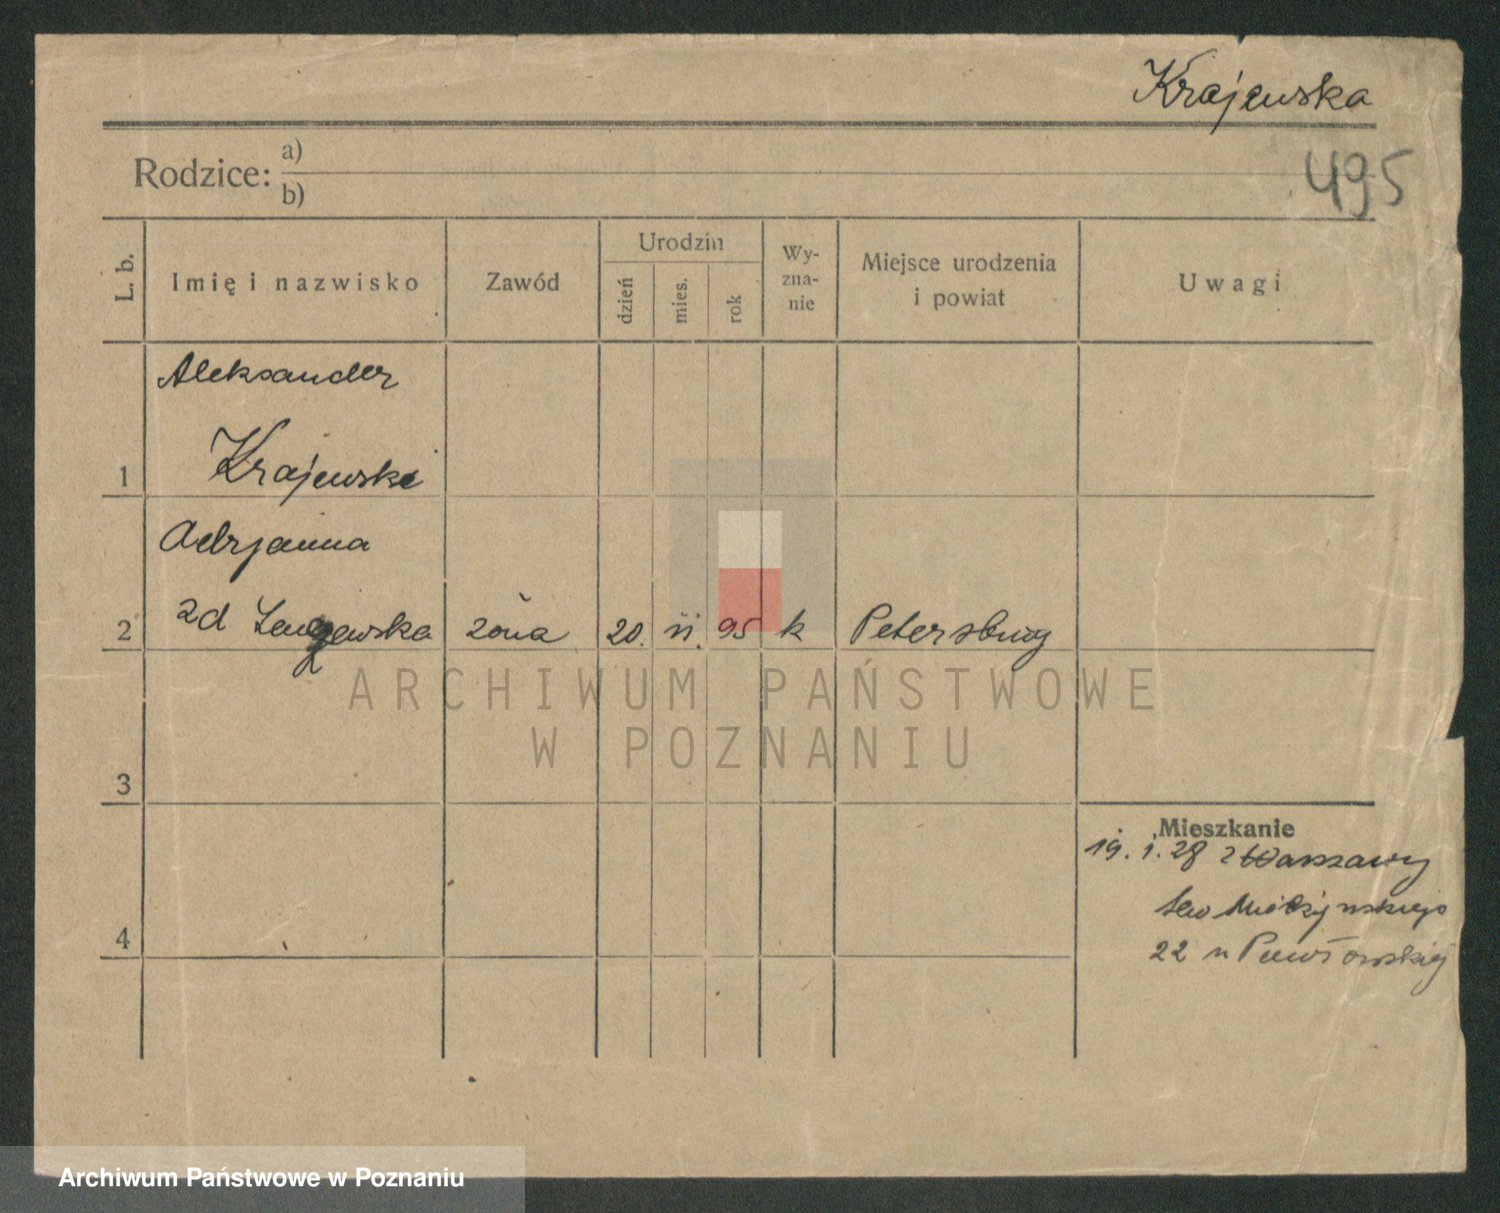 Krajewska
495
Rodzice: a)
b)
L. b.
Imię i nazwisko
Zawód
Urodzin
dzień
mies.
rok
Wy-
zna-
nie
Miejsce urodzenia
i powiat
Uwagi
Aleksander
1 Krajewski
Adrjanna
2 zd żona 20. VI. 95 k Petersburg
3
Mieszkanie
19. 1. 28 z Warszawy
4
22 u Pawłowskiej
ARCHIWUM PAŃSTWOWE
W POZNANIU
Archiwum Państwowe w Poznaniu